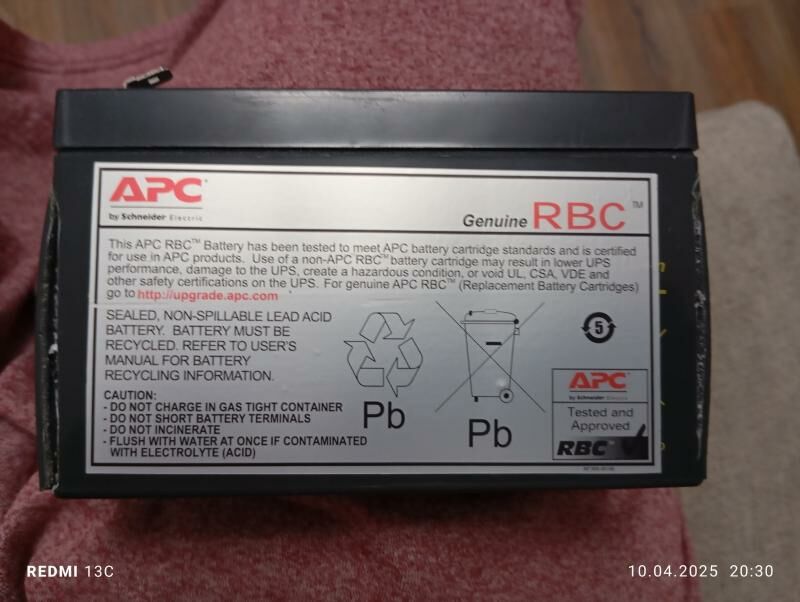 APC
by Schneider Electric
Genuine RBC™
This APC RBC™ Battery has been tested to meet APC battery cartridge standards and is certified
for use in APC products. Use of a non-APC RBC™ battery cartridge may result in lower UPS
performance, damage to the UPS, create a hazardous condition, or void UL, CSA, VDE and
other safety certifications on the UPS. For genuine APC RBC™ (Replacement Battery Cartridges)
go to http://upgrade.apc.com
SEALED, NON-SPILLABLE LEAD ACID
BATTERY. BATTERY MUST BE
RECYCLED. REFER TO USER'S
MANUAL FOR BATTERY
RECYCLING INFORMATION.
CAUTION:
- DO NOT CHARGE IN GAS TIGHT CONTAINER
- DO NOT SHORT BATTERY TERMINALS
- DO NOT INCINERATE
- FLUSH WITH WATER AT ONCE IF CONTAMINATED
WITH ELECTROLYTE (ACID)
Pb
Pb
5
APC
by Schneider Electric
Tested and
Approved
RBC
REDMI 13C
10.04.2025 20:30